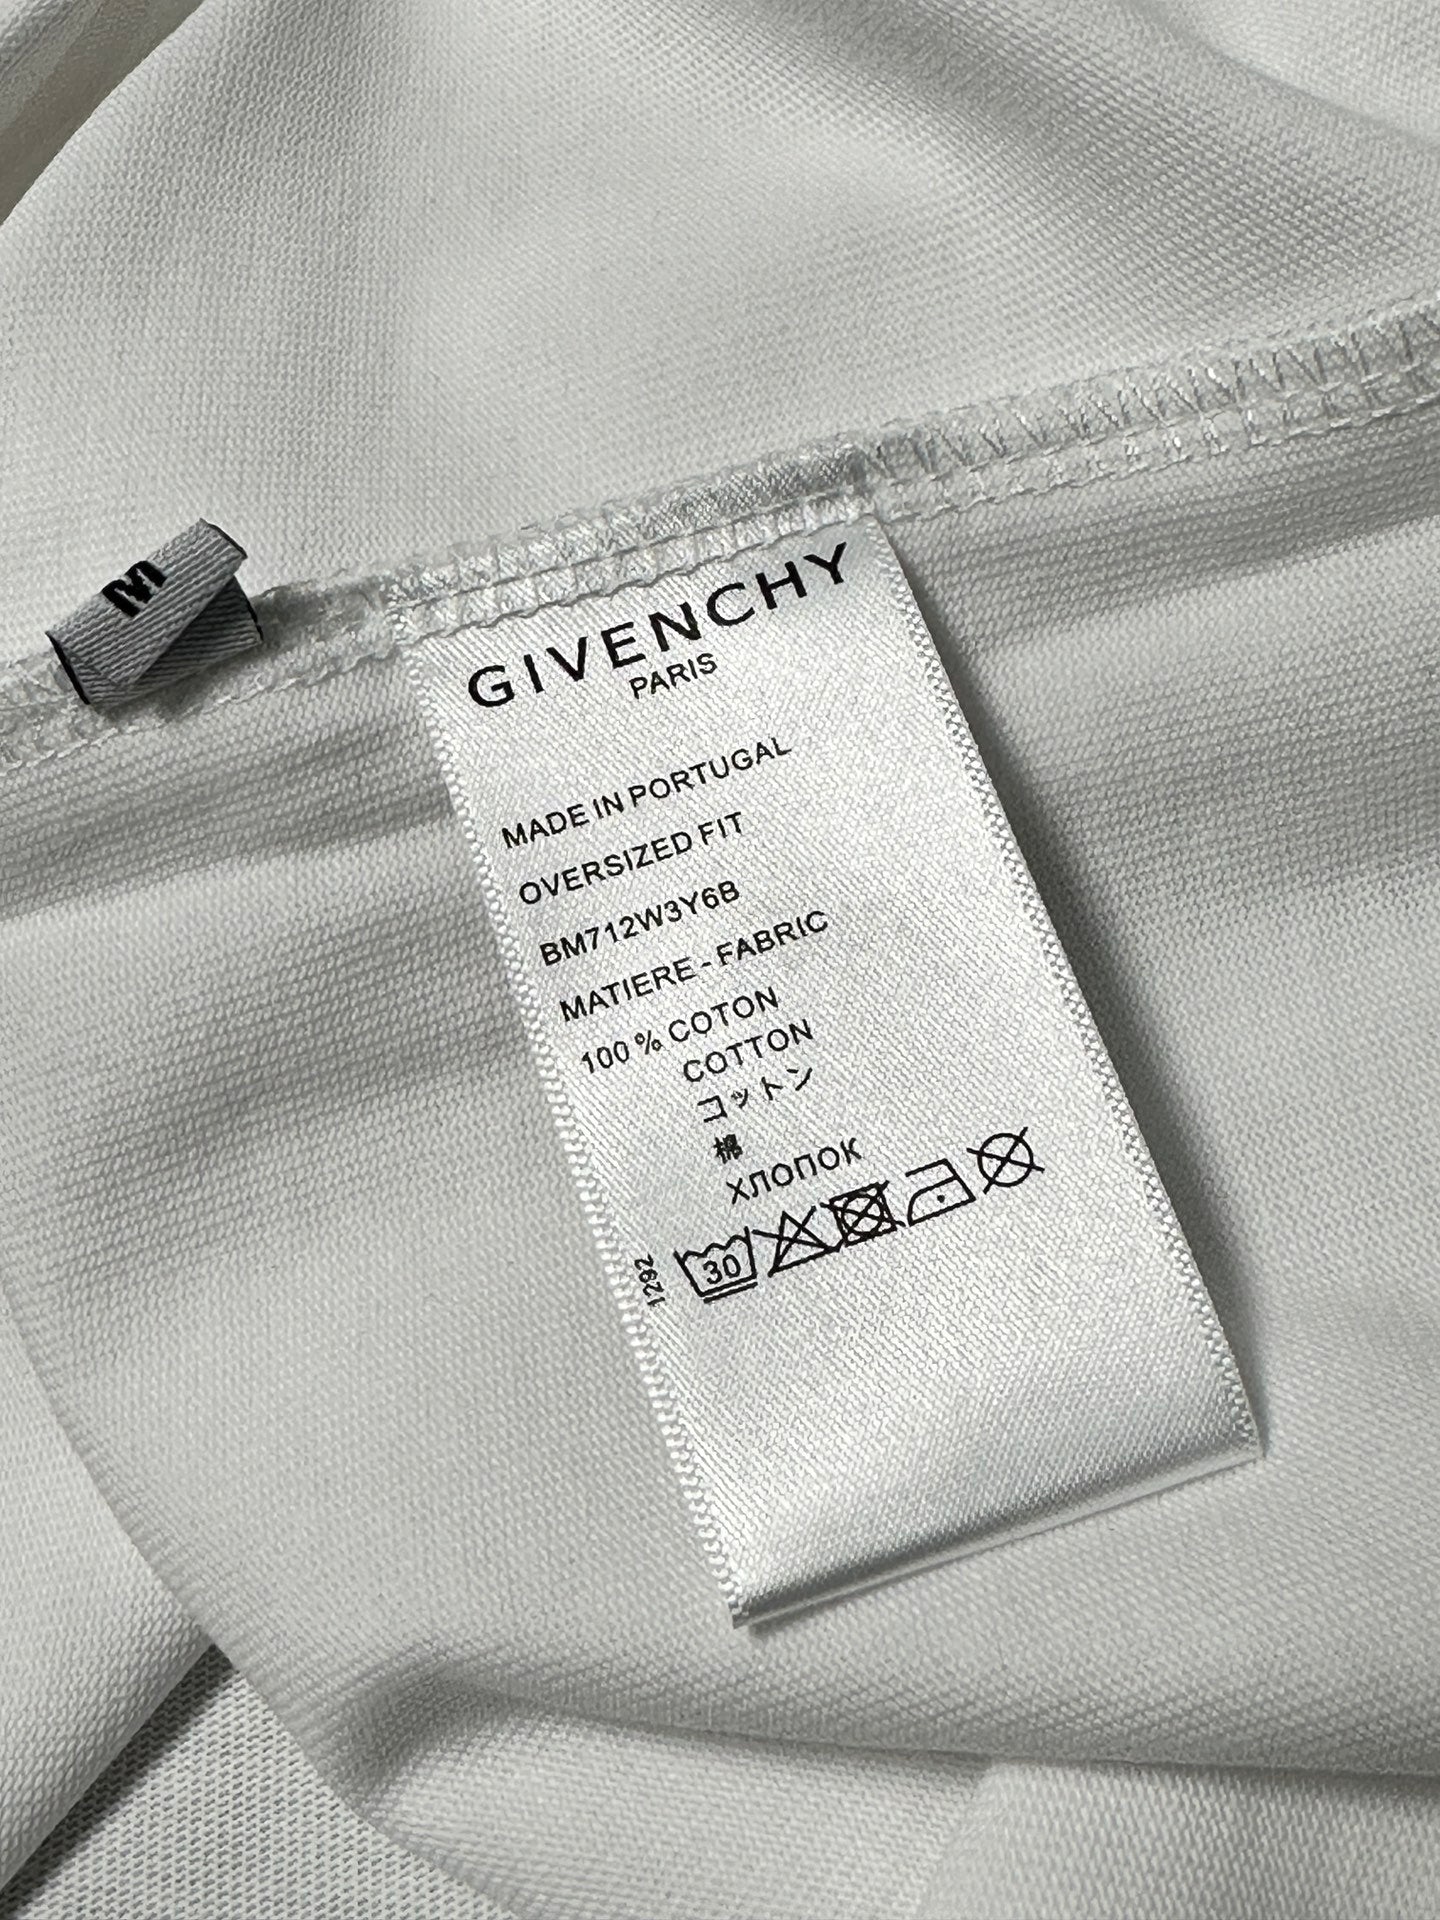 M
GIVENCHY
PARIS
MADE IN PORTUGAL
OVERSIZED FIT
BM712W3Y6B
MATIERE - FABRIC
100 % COTON
COTTON
コットン
棉
ХЛОПОК
30
1292